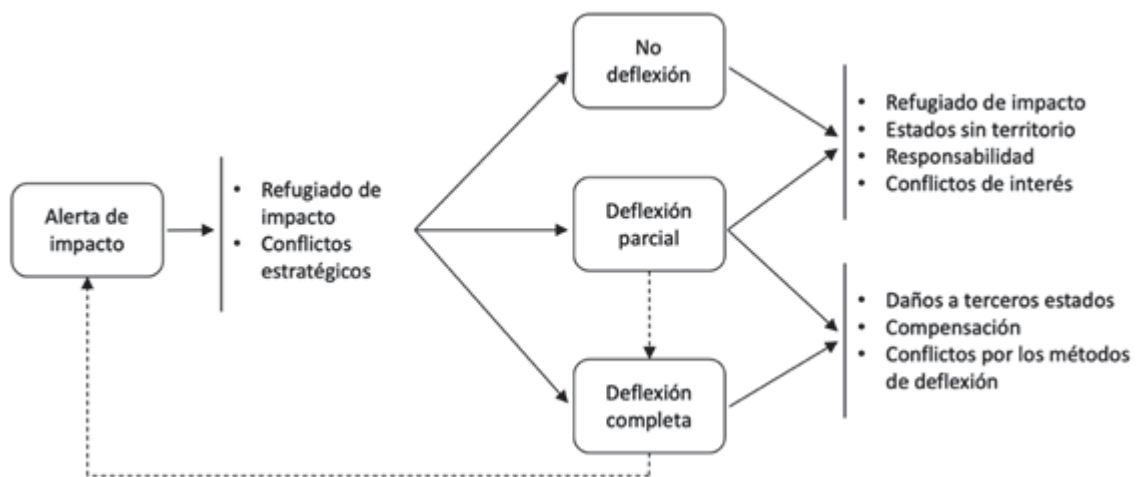 Alerta de
impacto
• Refugiado de
impacto
• Conflictos
estratégicos
No
deflexión
Deflexión
parcial
Deflexión
completa
• Refugiado de impacto
• Estados sin territorio
• Responsabilidad
• Conflictos de interés
• Daños a terceros estados
• Compensación
• Conflictos por los métodos
de deflexión